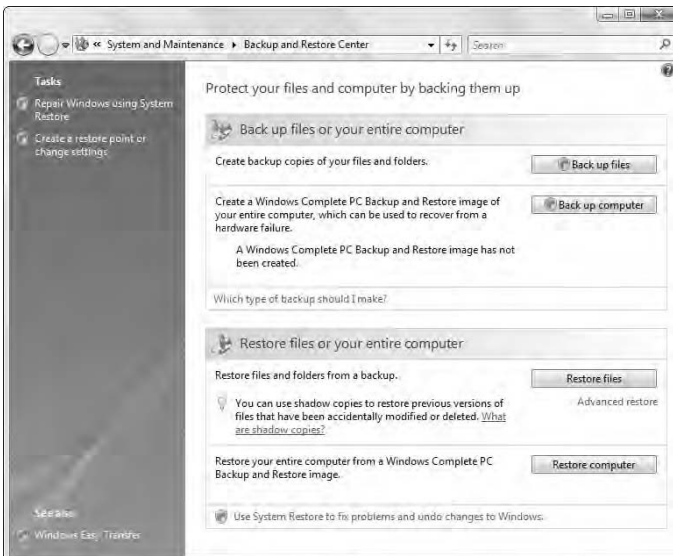 « System and Maintenance ▸ Backup and Restore Center
Search
Tasks
Repair Windows using System
Restore
Create a restore point or
change settings
See also
Windows Easy Transfer
Protect your files and computer by backing them up
Back up files or your entire computer
Create backup copies of your files and folders.
Back up files
Create a Windows Complete PC Backup and Restore image of
your entire computer, which can be used to recover from a
hardware failure.
Back up computer
A Windows Complete PC Backup and Restore image has not
been created.
Which type of backup should I make?
Restore files or your entire computer
Restore files and folders from a backup.
Restore files
You can use shadow copies to restore previous versions of
files that have been accidentally modified or deleted. What
are shadow copies?
Advanced restore
Restore your entire computer from a Windows Complete PC
Backup and Restore image.
Restore computer
Use System Restore to fix problems and undo changes to Windows.